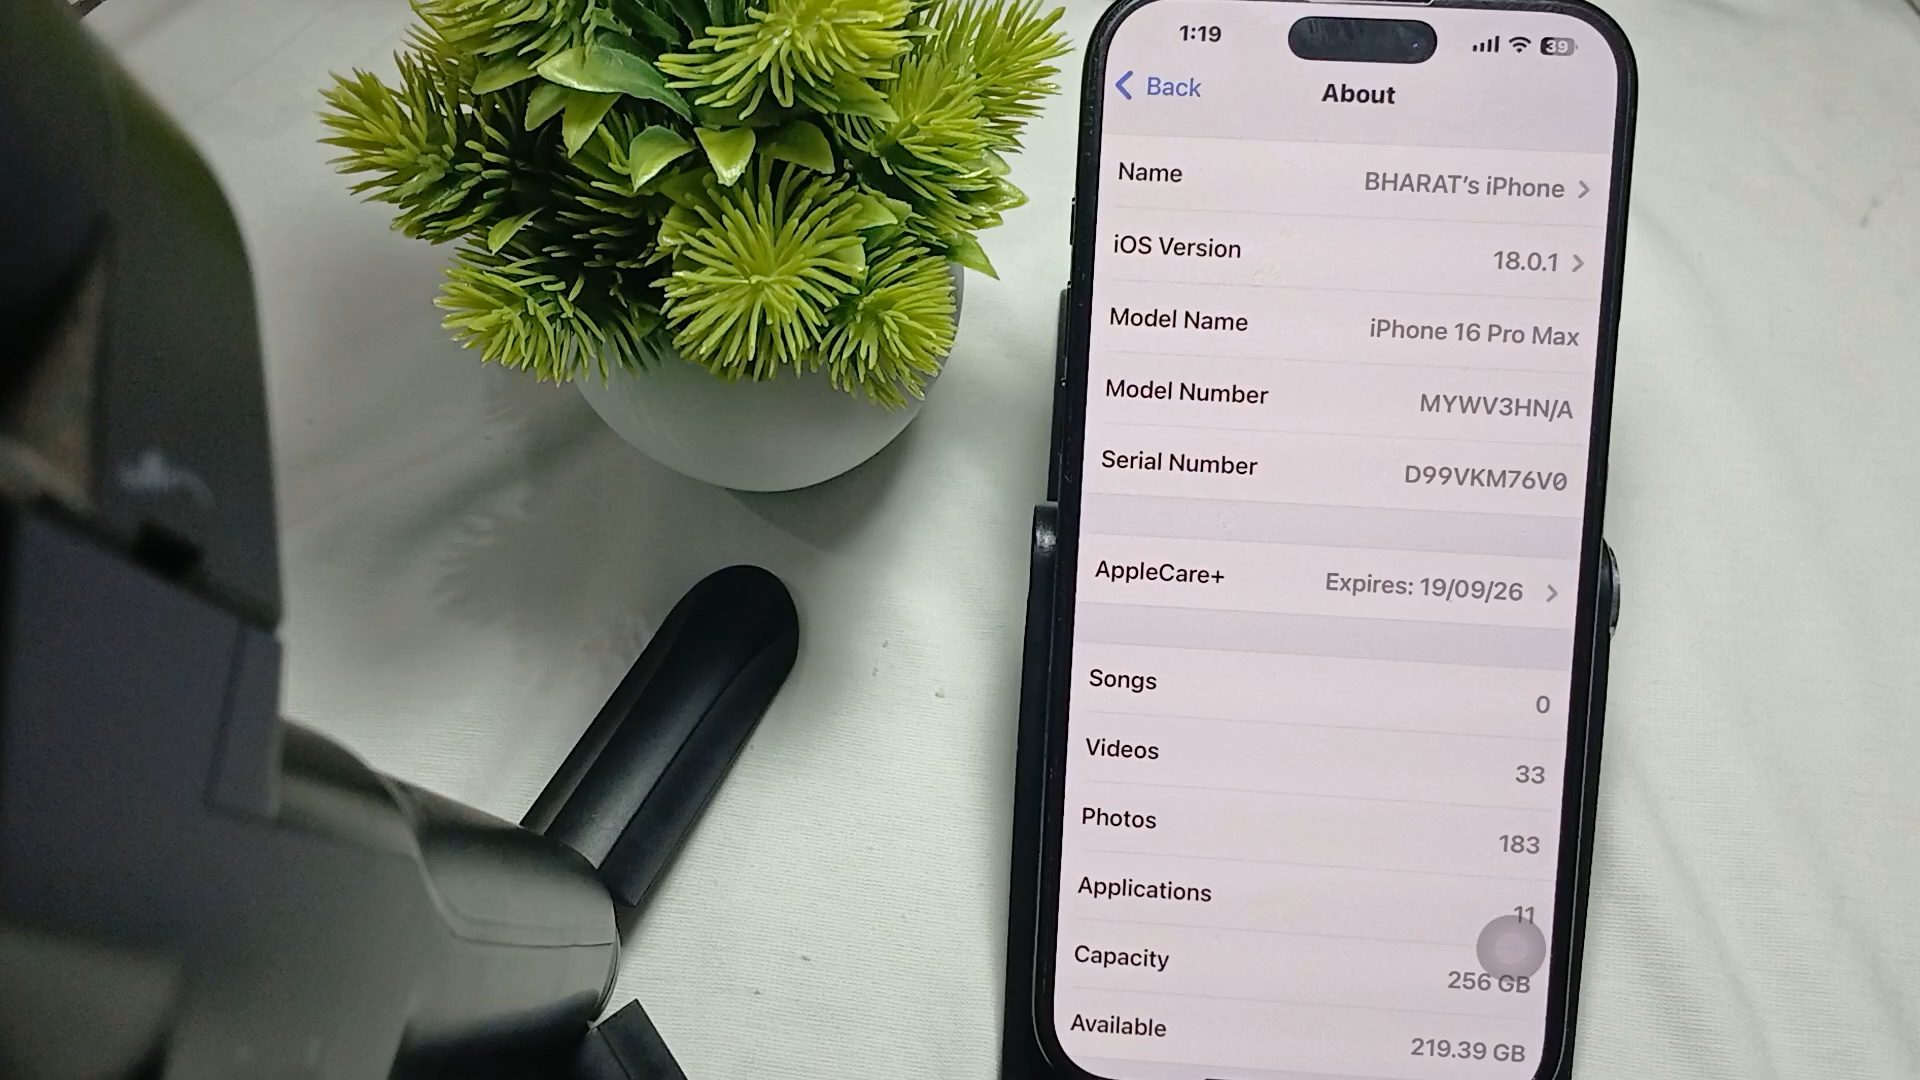 1:19
39
Back
About
Name BHARAT's iPhone
iOS Version 18.0.1
Model Name iPhone 16 Pro Max
Model Number MYWV3HN/A
Serial Number D99VKM76V0
AppleCare+ Expires: 19/09/26
Songs 0
Videos 33
Photos 183
Applications 11
Capacity 256 GB
Available 219.39 GB